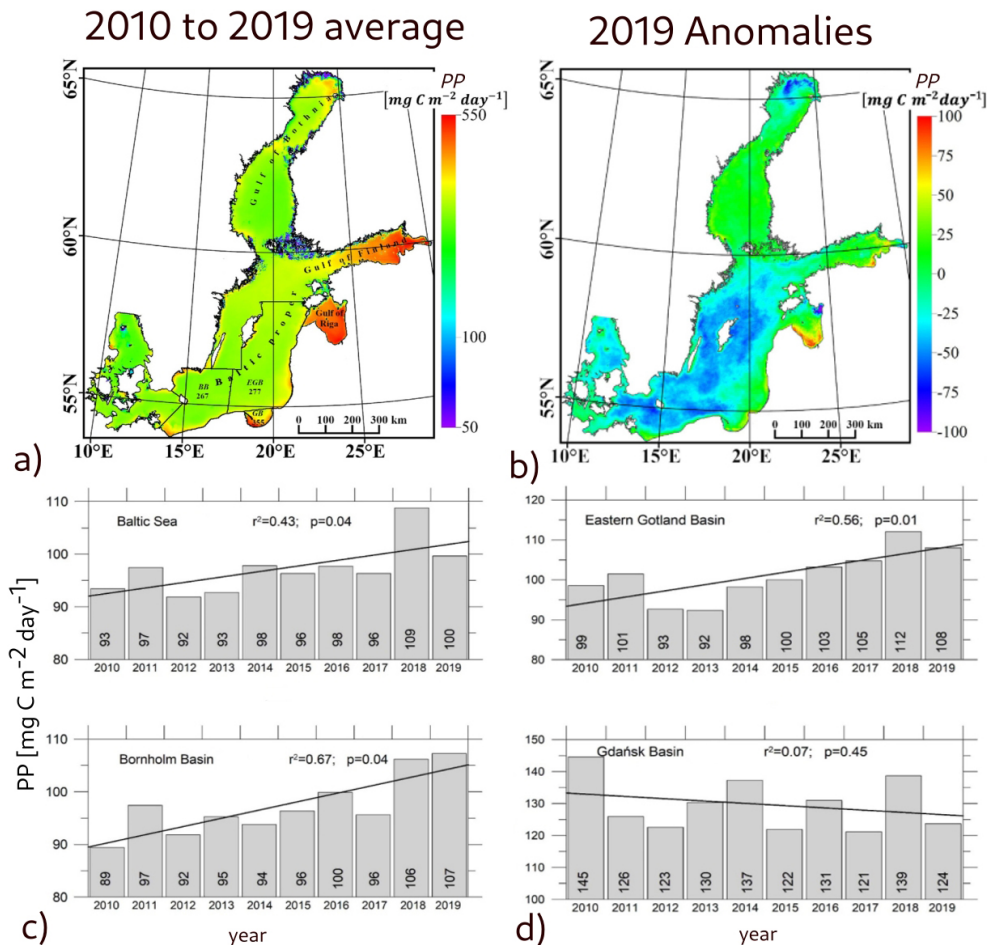 2010 to 2019 average
2019 Anomalies
PP
[mg C m⁻² day⁻¹]
550
100
50
65°N
60°N
55°N
10°E
15°E
20°E
25°E
Gulf of Bothnia
Gulf of Finland
Gulf of
Riga
Baltic proper
BB
267
EGB
277
GB
355
0 100 200 300 km
a)
PP
[mg C m⁻² day⁻¹]
100
75
50
25
0
-25
-50
-75
-100
65°N
60°N
55°N
10°E
15°E
20°E
25°E
0 100 200 300 km
b)
PP [mg C m⁻² day⁻¹]
Baltic Sea r²=0.43; p=0.04
110
100
90
80
93 97 92 93 98 96 98 96 109 100
2010 2011 2012 2013 2014 2015 2016 2017 2018 2019
Eastern Gotland Basin r²=0.56; p=0.01
120
110
100
90
80
99 101 93 92 98 100 103 105 112 108
2010 2011 2012 2013 2014 2015 2016 2017 2018 2019
Bornholm Basin r²=0.67; p=0.04
110
100
90
80
89 97 92 95 94 96 100 96 106 107
2010 2011 2012 2013 2014 2015 2016 2017 2018 2019
c)
year
Gdańsk Basin r²=0.07; p=0.45
150
140
130
120
110
100
145 126 123 130 137 122 131 121 139 124
2010 2011 2012 2013 2014 2015 2016 2017 2018 2019
d)
year